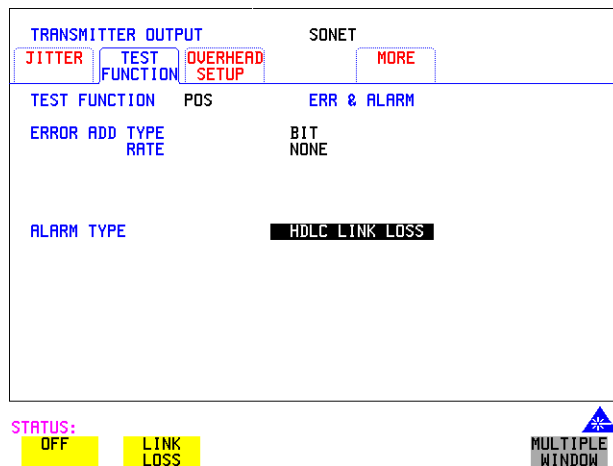 TRANSMITTER OUTPUT SONET
JITTER TEST FUNCTION OVERHEAD SETUP MORE
TEST FUNCTION POS ERR & ALARM
ERROR ADD TYPE BIT
RATE NONE
ALARM TYPE HDLC LINK LOSS
STATUS:
OFF LINK LOSS MULTIPLE WINDOW